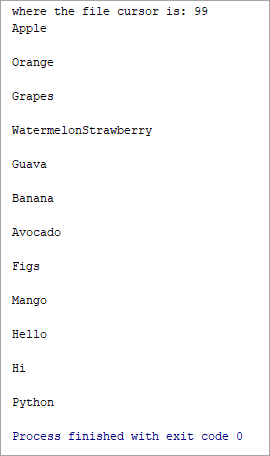 where the file cursor is: 99
Apple
Orange
Grapes
WatermelonStrawberry
Guava
Banana
Avocado
Figs
Mango
Hello
Hi
Python
Process finished with exit code 0